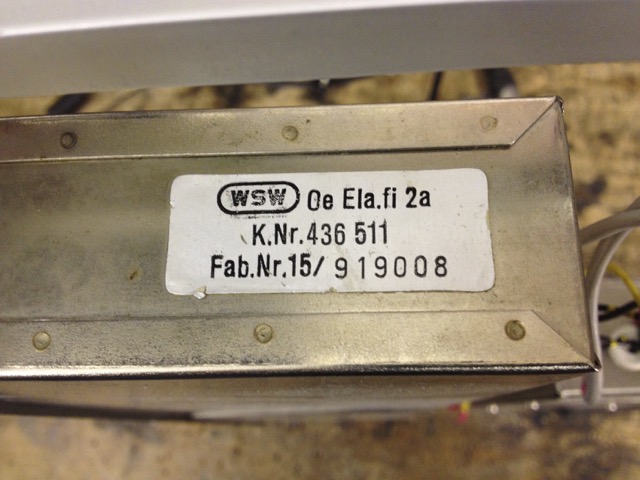 WSW Oe Ela.fi 2a
K.Nr.436 511
Fab.Nr.15/ 919008